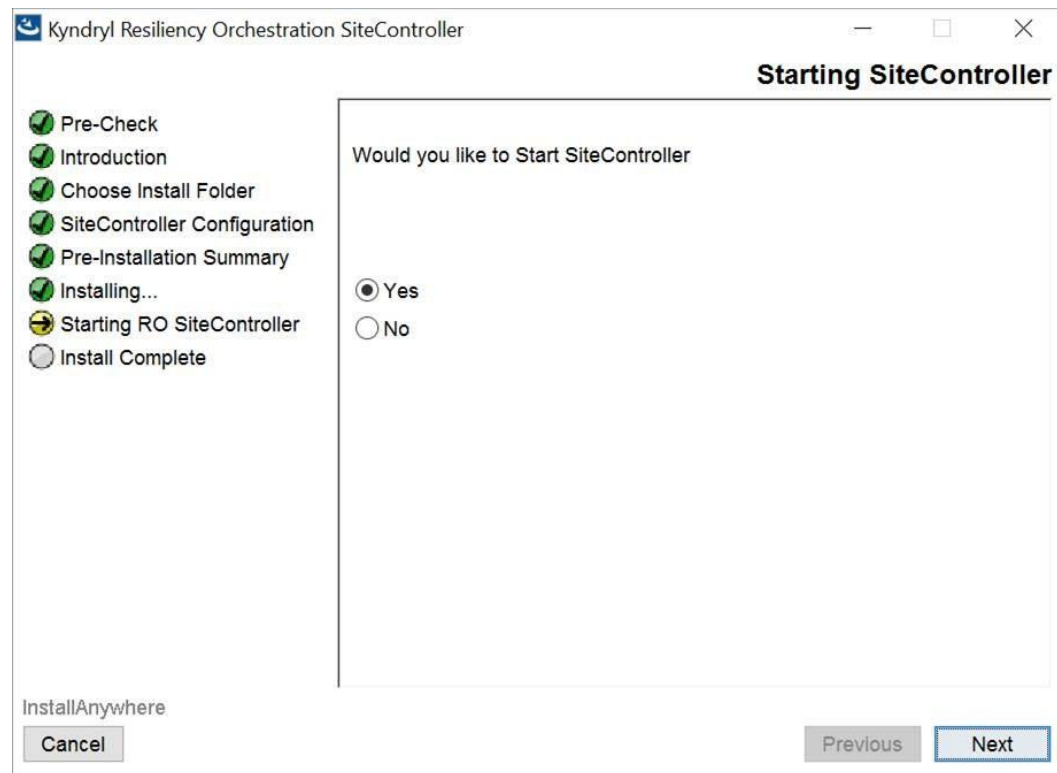 Kyndryl Resiliency Orchestration SiteController
Starting SiteController
Pre-Check
Introduction
Choose Install Folder
SiteController Configuration
Pre-Installation Summary
Installing...
Starting RO SiteController
Install Complete
Would you like to Start SiteController
Yes
No
InstallAnywhere
Cancel
Previous
Next